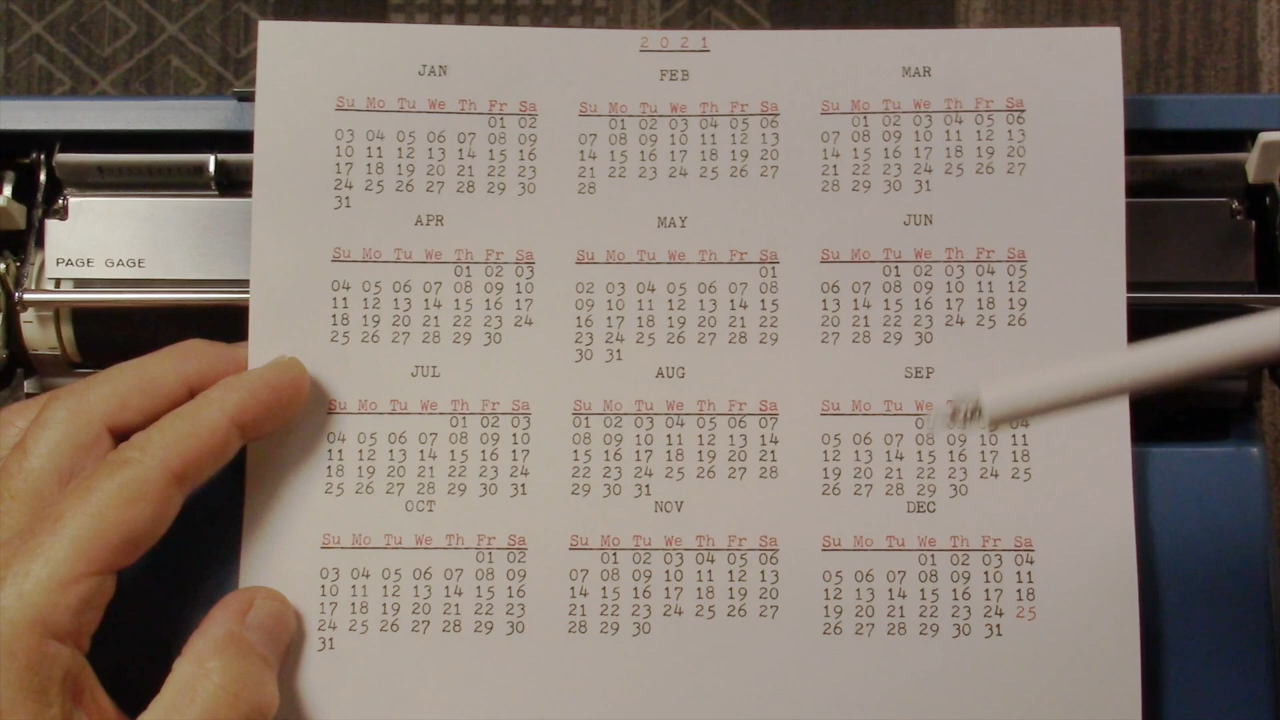 2 0 2 1
JAN
Su Mo Tu We Th Fr Sa
01 02
03 04 05 06 07 08 09
10 11 12 13 14 15 16
17 18 19 20 21 22 23
24 25 26 27 28 29 30
31
FEB
Su Mo Tu We Th Fr Sa
01 02 03 04 05 06
07 08 09 10 11 12 13
14 15 16 17 18 19 20
21 22 23 24 25 26 27
28
MAR
Su Mo Tu We Th Fr Sa
01 02 03 04 05 06
07 08 09 10 11 12 13
14 15 16 17 18 19 20
21 22 23 24 25 26 27
28 29 30 31
APR
Su Mo Tu We Th Fr Sa
01 02 03
04 05 06 07 08 09 10
11 12 13 14 15 16 17
18 19 20 21 22 23 24
25 26 27 28 29 30
MAY
Su Mo Tu We Th Fr Sa
01
02 03 04 05 06 07 08
09 10 11 12 13 14 15
16 17 18 19 20 21 22
23 24 25 26 27 28 29
30 31
JUN
Su Mo Tu We Th Fr Sa
01 02 03 04 05
06 07 08 09 10 11 12
13 14 15 16 17 18 19
20 21 22 23 24 25 26
27 28 29 30
JUL
Su Mo Tu We Th Fr Sa
01 02 03
04 05 06 07 08 09 10
11 12 13 14 15 16 17
18 19 20 21 22 23 24
25 26 27 28 29 30 31
AUG
Su Mo Tu We Th Fr Sa
01 02 03 04 05 06 07
08 09 10 11 12 13 14
15 16 17 18 19 20 21
22 23 24 25 26 27 28
29 30 31
SEP
Su Mo Tu We
04
05 06 07 08 09 10 11
12 13 14 15 16 17 18
19 20 21 22 23 24 25
26 27 28 29 30
OCT
Su Mo Tu We Th Fr Sa
01 02
03 04 05 06 07 08 09
10 11 12 13 14 15 16
17 18 19 20 21 22 23
24 25 26 27 28 29 30
31
NOV
Su Mo Tu We Th Fr Sa
01 02 03 04 05 06
07 08 09 10 11 12 13
14 15 16 17 18 19 20
21 22 23 24 25 26 27
28 29 30
DEC
Su Mo Tu We Th Fr Sa
01 02 03 04
05 06 07 08 09 10 11
12 13 14 15 16 17 18
19 20 21 22 23 24 25
26 27 28 29 30 31
PAGE GAGE